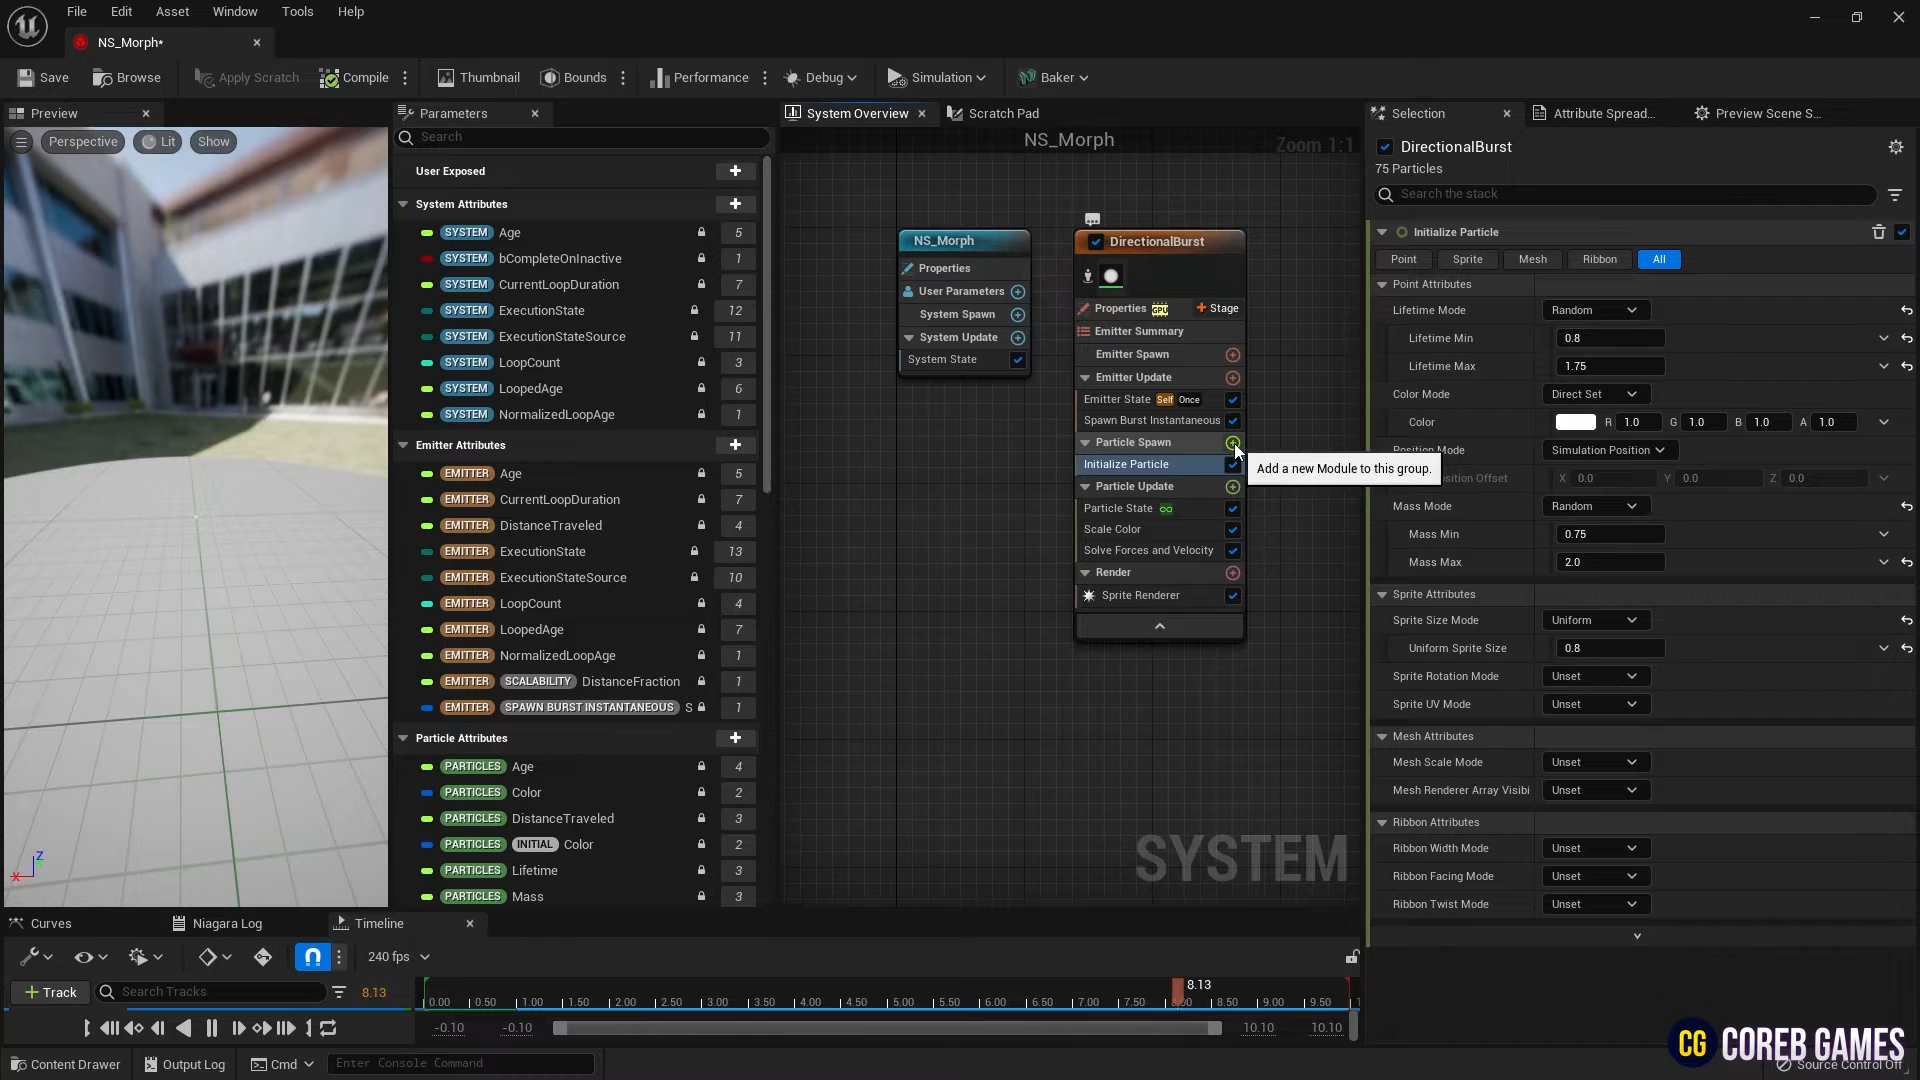 File Edit Asset Window Tools Help
NS_Morph*
Save Browse Apply Scratch Compile Thumbnail Bounds Performance Debug Simulation Baker
Preview
Perspective Lit Show
Parameters
Search
User Exposed
System Attributes
SYSTEM Age 5
SYSTEM bCompleteOnInactive 1
SYSTEM CurrentLoopDuration 7
SYSTEM ExecutionState 12
SYSTEM ExecutionStateSource 11
SYSTEM LoopCount 3
SYSTEM LoopedAge 6
SYSTEM NormalizedLoopAge 1
Emitter Attributes
EMITTER Age 5
EMITTER CurrentLoopDuration 7
EMITTER DistanceTraveled 4
EMITTER ExecutionState 13
EMITTER ExecutionStateSource 10
EMITTER LoopCount 4
EMITTER LoopedAge 7
EMITTER NormalizedLoopAge 1
EMITTER SCALABILITY DistanceFraction 1
EMITTER SPAWN BURST INSTANTANEOUS S 1
Particle Attributes
PARTICLES Age 4
PARTICLES Color 2
PARTICLES DistanceTraveled 3
PARTICLES INITIAL Color 2
PARTICLES Lifetime 3
PARTICLES Mass 3
System Overview Scratch Pad
NS_Morph
Zoom 1:1
NS_Morph
Properties
User Parameters
System Spawn
System Update
System State
DirectionalBurst
Properties GPU Stage
Emitter Summary
Emitter Spawn
Emitter Update
Emitter State Self Once
Spawn Burst Instantaneous
Particle Spawn
Initialize Particle
Particle Update
Particle State
Scale Color
Solve Forces and Velocity
Render
Sprite Renderer
Add a new Module to this group.
SYSTEM
Selection Attribute Spread... Preview Scene S...
DirectionalBurst
75 Particles
Search the stack
Initialize Particle
Point Sprite Mesh Ribbon All
Point Attributes
Lifetime Mode Random
Lifetime Min 0.8
Lifetime Max 1.75
Color Mode Direct Set
Color R 1.0 G 1.0 B 1.0 A 1.0
Mode Simulation Position
Offset X 0.0 Y 0.0 Z 0.0
Mass Mode Random
Mass Min 0.75
Mass Max 2.0
Sprite Attributes
Sprite Size Mode Uniform
Uniform Sprite Size 0.8
Sprite Rotation Mode Unset
Sprite UV Mode Unset
Mesh Attributes
Mesh Scale Mode Unset
Mesh Renderer Array Visibi Unset
Ribbon Attributes
Ribbon Width Mode Unset
Ribbon Facing Mode Unset
Ribbon Twist Mode Unset
Z
X
Curves Niagara Log Timeline
240 fps
Track Search Tracks 8.13
8.13
0.00 0.50 1.00 1.50 2.00 2.50 3.00 3.50 4.00 4.50 5.00 5.50 6.00 6.50 7.00 7.50 8.50 9.00 9.50
-0.10 -0.10 10.10 10.10
Content Drawer Output Log Cmd Enter Console Command
CG COREB GAMES
Source Control Off